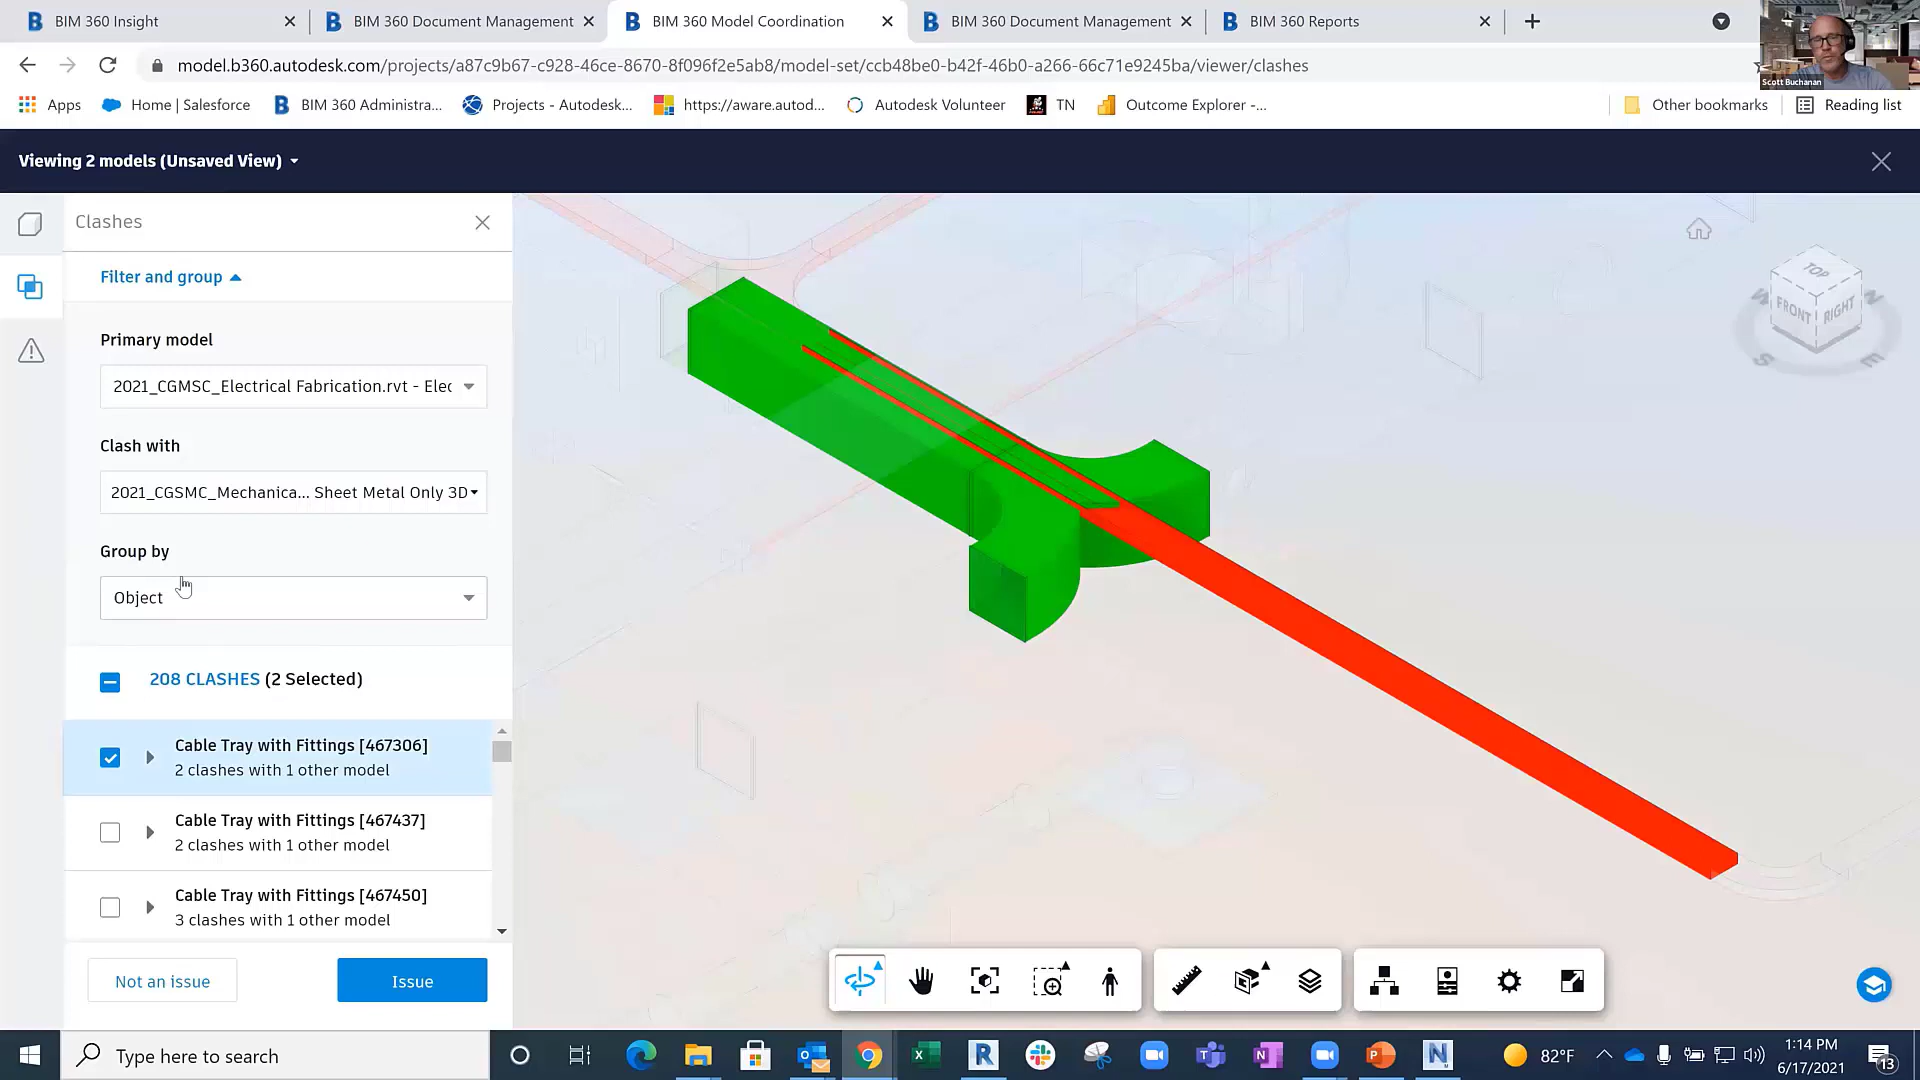 BIM 360 Insight
BIM 360 Document Management
BIM 360 Model Coordination
BIM 360 Document Management
BIM 360 Reports
model.b360.autodesk.com/projects/a87c9b67-c928-46ce-8670-8f096f2e5ab8/model-set/ccb48be0-b42f-46b0-a266-66c71e9245ba/viewer/clashes
Scott Buchanan
Apps
Home | Salesforce
BIM 360 Administra...
Projects - Autodesk...
https://aware.autod...
Autodesk Volunteer
TN
Outcome Explorer -...
Other bookmarks
Reading list
Viewing 2 models (Unsaved View)
Clashes
Filter and group
Primary model
2021_CGMSC_Electrical Fabrication.rvt - Elec
Clash with
2021_CGSMC_Mechanica... Sheet Metal Only 3D
Group by
Object
208 CLASHES (2 Selected)
Cable Tray with Fittings [467306]
2 clashes with 1 other model
Cable Tray with Fittings [467437]
2 clashes with 1 other model
Cable Tray with Fittings [467450]
3 clashes with 1 other model
Not an issue
Issue
TOP
FRONT
RIGHT
W
N
S
E
Type here to search
82°F
1:14 PM
6/17/2021
13